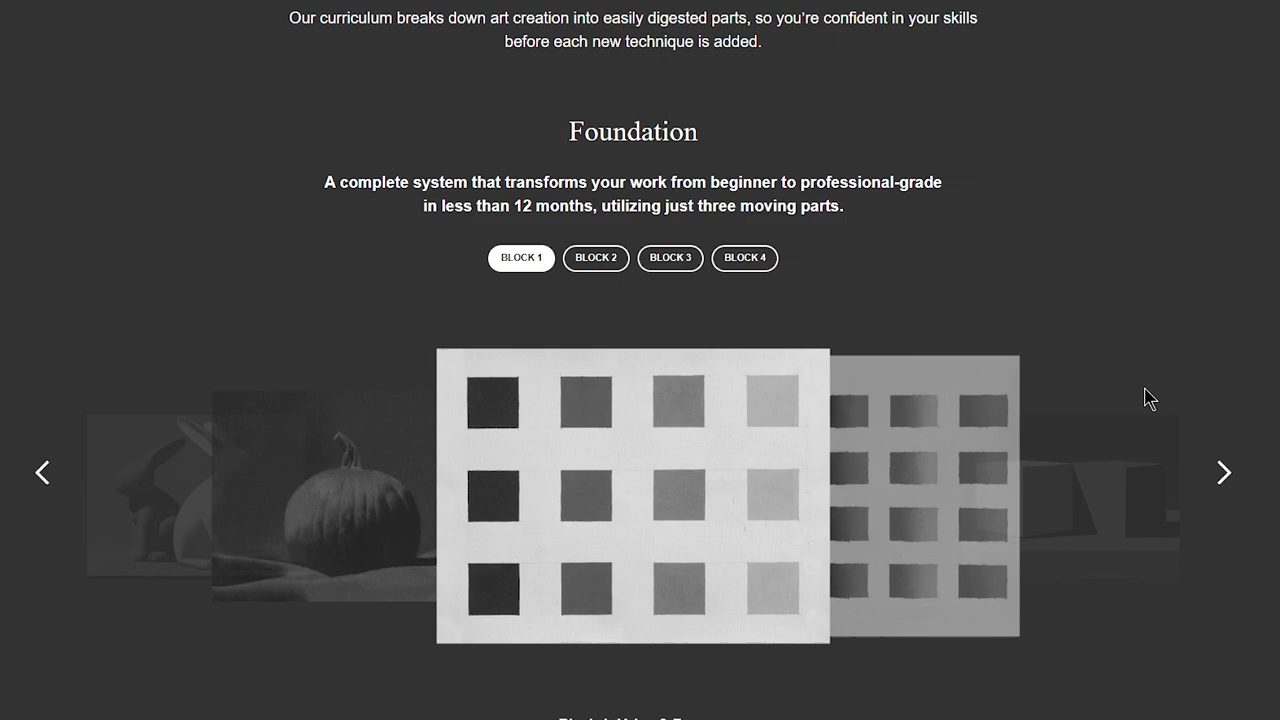 Our curriculum breaks down art creation into easily digested parts, so you’re confident in your skills
before each new technique is added.
Foundation
A complete system that transforms your work from beginner to professional-grade
in less than 12 months, utilizing just three moving parts.
BLOCK 1
BLOCK 2
BLOCK 3
BLOCK 4